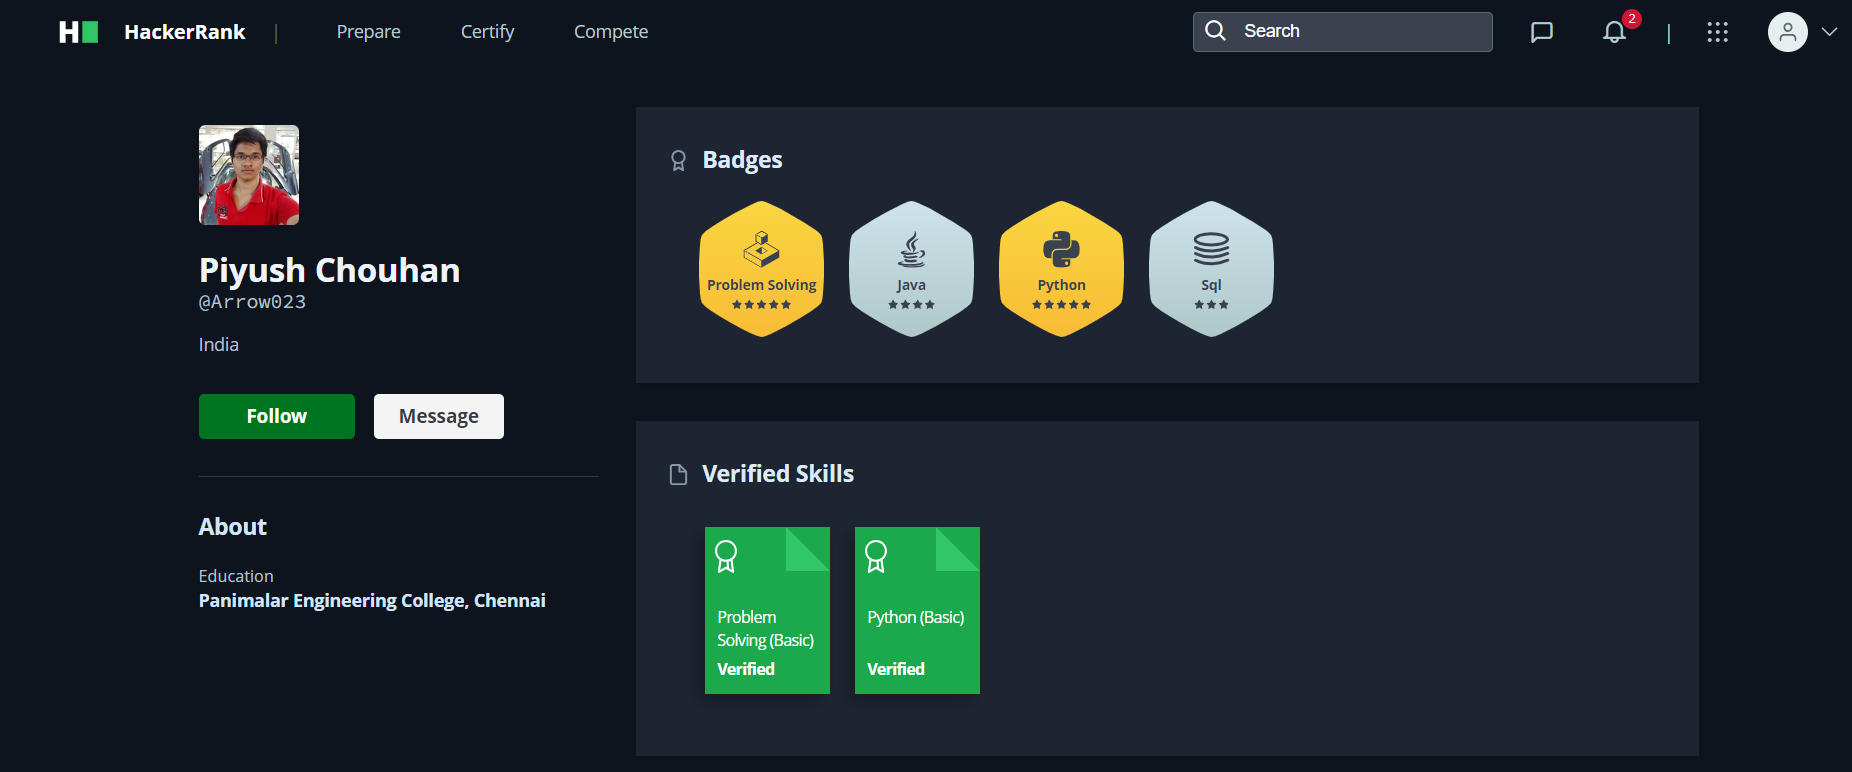 H
HackerRank | Prepare Certify Compete Search 2 |
Piyush Chouhan
@Arrow023
India
Follow Message
About
Education
Panimalar Engineering College, Chennai
Badges
Problem Solving
Java
Python
Sql
Verified Skills
Problem
Solving (Basic)
Verified
Python (Basic)
Verified